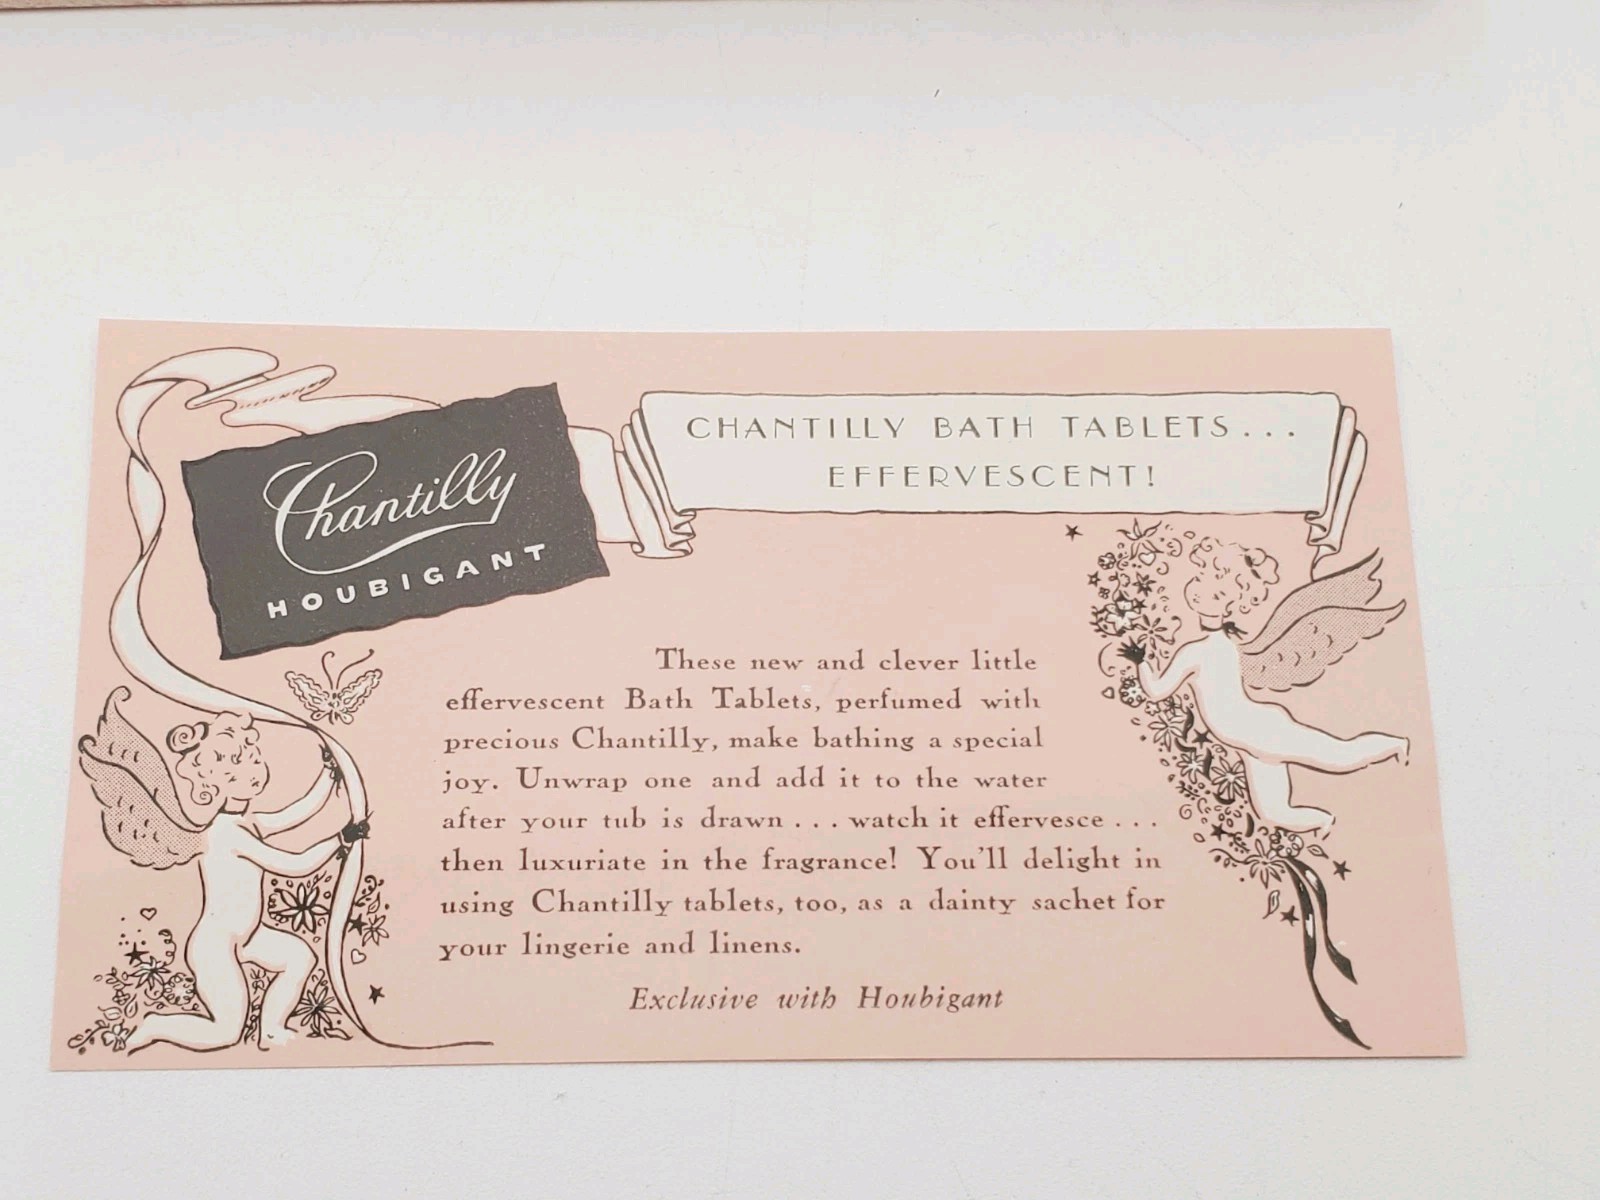 Chantilly
HOUBIGANT
CHANTILLY BATH TABLETS...
EFFERVESCENT!
These new and clever little
effervescent Bath Tablets, perfumed with
precious Chantilly, make bathing a special
joy. Unwrap one and add it to the water
after your tub is drawn... watch it effervesce...
then luxuriate in the fragrance! You'll delight in
using Chantilly tablets, too, as a dainty sachet for
your lingerie and linens.
Exclusive with Houbigant